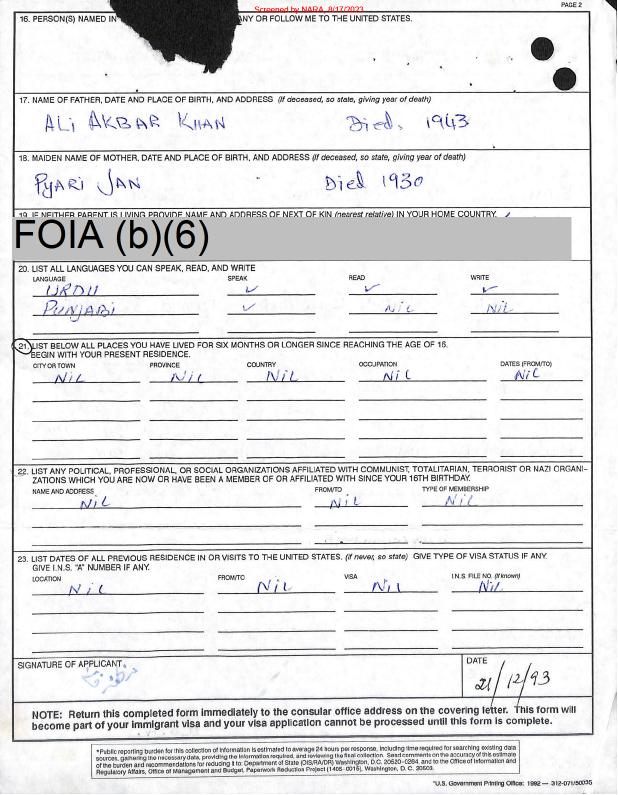 Screened by NARA, 8/17/2023
PAGE 2
16. PERSON(S) NAMED IN ANY OR FOLLOW ME TO THE UNITED STATES.
17. NAME OF FATHER, DATE AND PLACE OF BIRTH, AND ADDRESS (If deceased, so state, giving year of death)
ALi AKBAR KHAN Died. 1943
18. MAIDEN NAME OF MOTHER, DATE AND PLACE OF BIRTH, AND ADDRESS (If deceased, so state, giving year of death)
PYARi JAN Died 1930
19. IF NEITHER PARENT IS LIVING PROVIDE NAME AND ADDRESS OF NEXT OF KIN (nearest relative) IN YOUR HOME COUNTRY.
FOIA (b)(6)
20. LIST ALL LANGUAGES YOU CAN SPEAK, READ, AND WRITE
LANGUAGE SPEAK READ WRITE
URDU ✓ ✓ ✓
PUNJABi ✓ NiL NiL
21. LIST BELOW ALL PLACES YOU HAVE LIVED FOR SIX MONTHS OR LONGER SINCE REACHING THE AGE OF 16.
BEGIN WITH YOUR PRESENT RESIDENCE.
CITY OR TOWN PROVINCE COUNTRY OCCUPATION DATES (FROM/TO)
NiL NiL NiL NiL NiL
22. LIST ANY POLITICAL, PROFESSIONAL, OR SOCIAL ORGANIZATIONS AFFILIATED WITH COMMUNIST, TOTALITARIAN, TERRORIST OR NAZI ORGANI-
ZATIONS WHICH YOU ARE NOW OR HAVE BEEN A MEMBER OF OR AFFILIATED WITH SINCE YOUR 16TH BIRTHDAY.
NAME AND ADDRESS FROM/TO TYPE OF MEMBERSHIP
NiL NiL NiL
23. LIST DATES OF ALL PREVIOUS RESIDENCE IN OR VISITS TO THE UNITED STATES. (if never, so state) GIVE TYPE OF VISA STATUS IF ANY.
GIVE I.N.S. "A" NUMBER IF ANY.
LOCATION FROM/TO VISA I.N.S. FILE NO. (If known)
NiL NiL NiL NiL
SIGNATURE OF APPLICANT DATE
21/12/93
NOTE: Return this completed form immediately to the consular office address on the covering letter. This form will
become part of your immigrant visa and your visa application cannot be processed until this form is complete.
*Public reporting burden for this collection of information is estimated to average 24 hours per response, including time required for searching existing data
sources, gathering the necessary data, providing the information required, and reviewing the final collection. Send comments on the accuracy of this estimate
of the burden and recommendations for reducing it to: Department of State (OIS/RA/DR) Washington, D.C. 20520-0264, and to the Office of Information and
Regulatory Affairs, Office of Management and Budget, Paperwork Reduction Project (1405-0015), Washington, D.C. 20503.
*U.S. Government Printing Office: 1992 — 312-071/50035